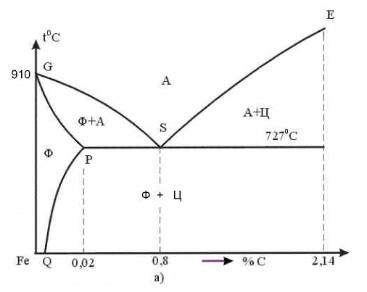 t⁰C
E
910
G
A
S
Ф+А
А+Ц
727⁰C
Ф
P
Ф + Ц
Fe Q 0,02 0,8 % C 2,14
а)